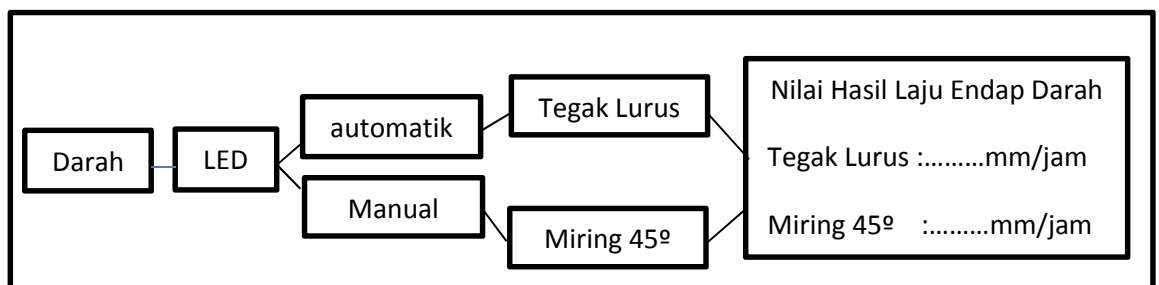 Darah
LED
automatik
Manual
Tegak Lurus
Miring 45º
Nilai Hasil Laju Endap Darah
Tegak Lurus :.........mm/jam
Miring 45º :.........mm/jam